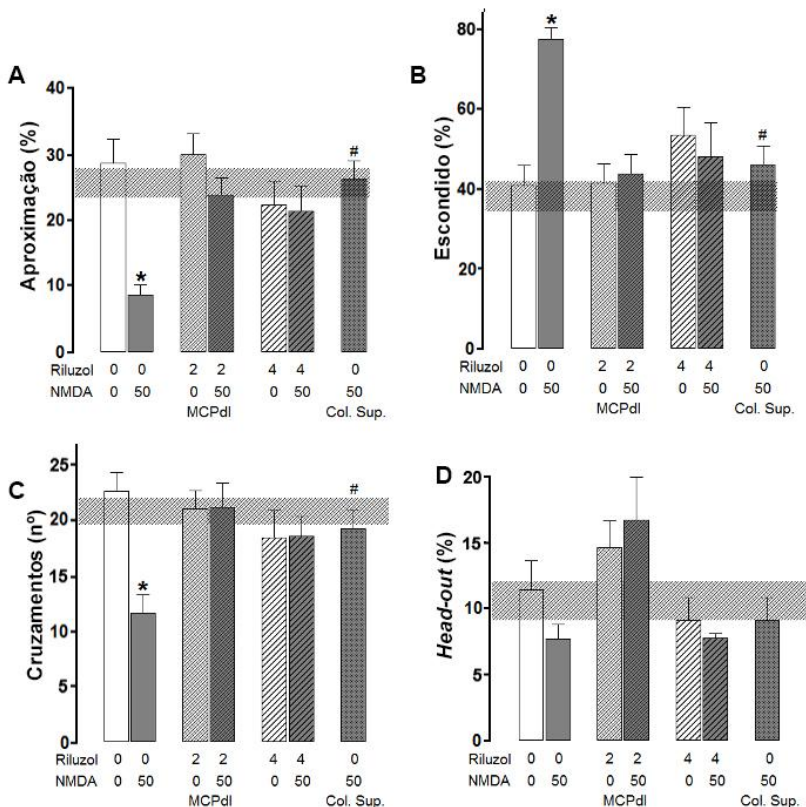 A
Aproximação (%)
40
30
20
10
0
*
#
Riluzol 0 0 2 2 4 4 0
NMDA 0 50 0 50 0 50 50
MCPdl Col. Sup.
B
Escondido (%)
80
60
40
20
0
*
#
Riluzol 0 0 2 2 4 4 0
NMDA 0 50 0 50 0 50 50
MCPdl Col. Sup.
C
Cruzamentos (nº)
25
20
15
10
5
0
*
#
Riluzol 0 0 2 2 4 4 0
NMDA 0 50 0 50 0 50 50
MCPdl Col. Sup.
D
Head-out (%)
20
15
10
5
0
Riluzol 0 0 2 2 4 4 0
NMDA 0 50 0 50 0 50 50
MCPdl Col. Sup.